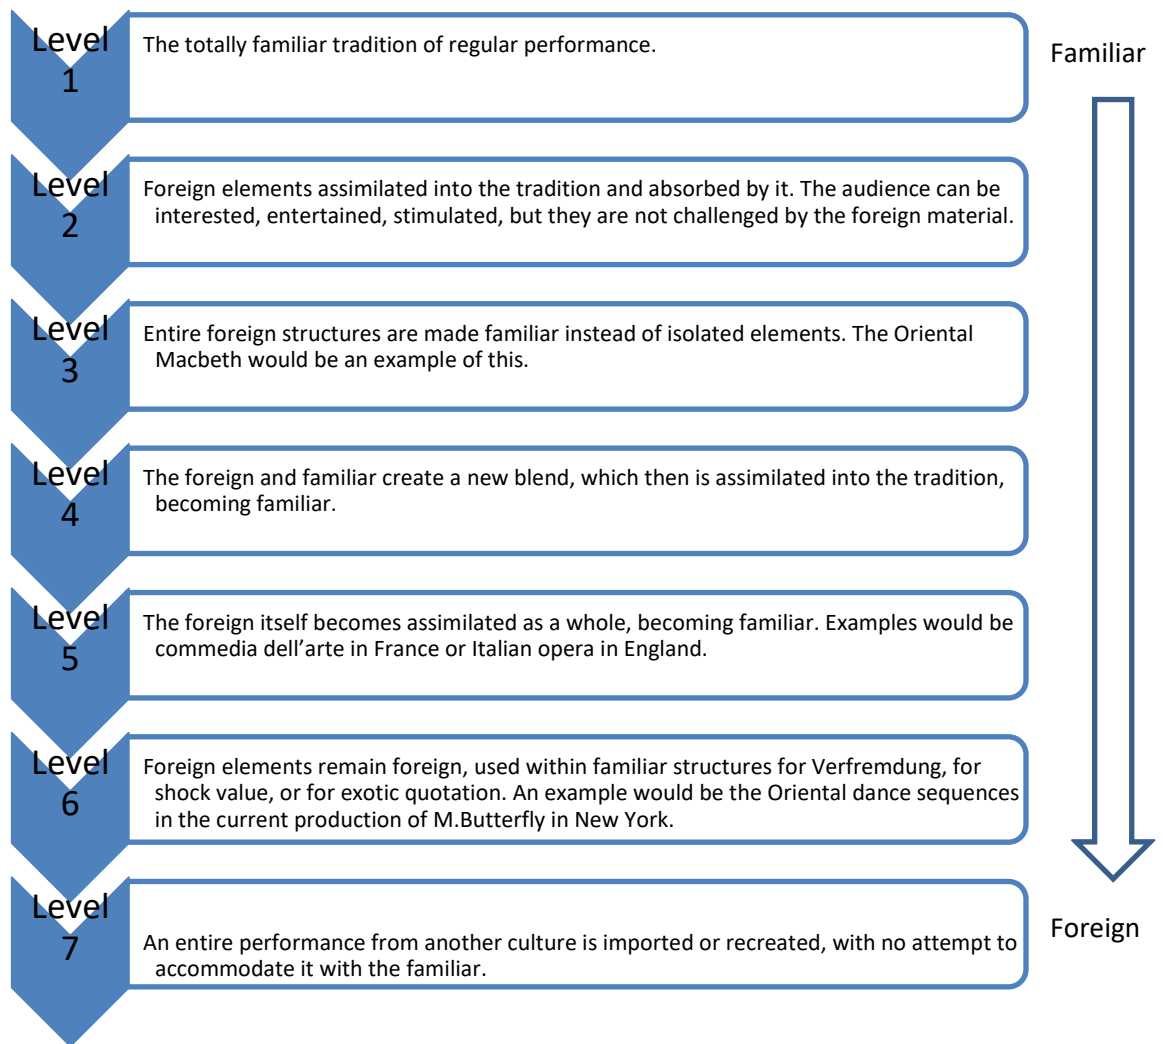 Level
1
The totally familiar tradition of regular performance.
Familiar
Level
2
Foreign elements assimilated into the tradition and absorbed by it. The audience can be
interested, entertained, stimulated, but they are not challenged by the foreign material.
Level
3
Entire foreign structures are made familiar instead of isolated elements. The Oriental
Macbeth would be an example of this.
Level
4
The foreign and familiar create a new blend, which then is assimilated into the tradition,
becoming familiar.
Level
5
The foreign itself becomes assimilated as a whole, becoming familiar. Examples would be
commedia dell’arte in France or Italian opera in England.
Level
6
Foreign elements remain foreign, used within familiar structures for Verfremdung, for
shock value, or for exotic quotation. An example would be the Oriental dance sequences
in the current production of M.Butterfly in New York.
Level
7
An entire performance from another culture is imported or recreated, with no attempt to
accommodate it with the familiar.
Foreign